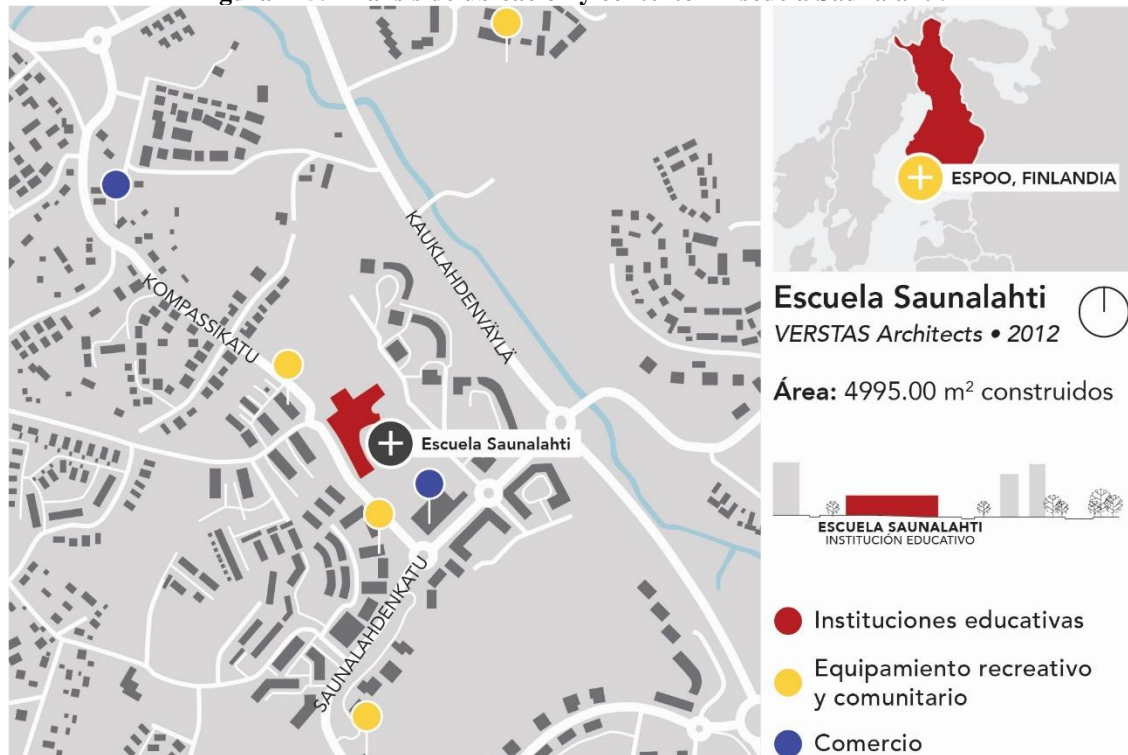 KAUKLAHDENVÄYLÄ
KOMPASSIKATU
Escuela Saunalahti
SAUNALAHDENKATU
ESPOO, FINLANDIA
Escuela Saunalahti
VERSTAS Architects • 2012
Área: 4995.00 m² construidos
ESCUELA SAUNALAHTI
INSTITUCIÓN EDUCATIVO
Instituciones educativas
Equipamiento recreativo
y comunitario
Comercio